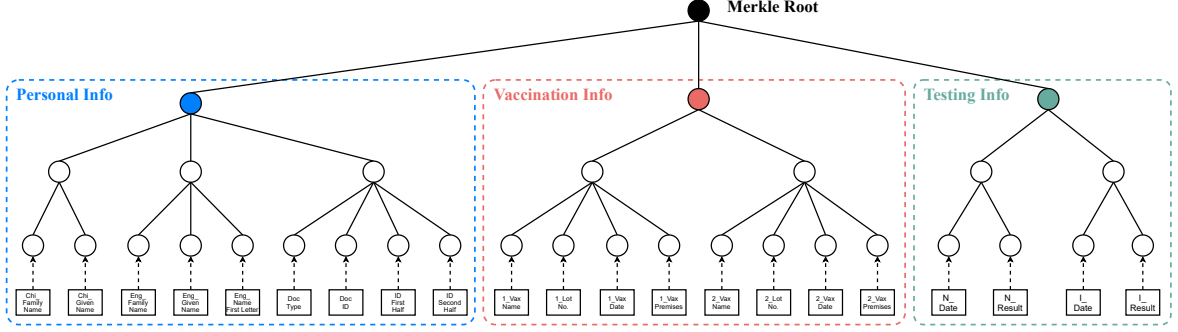 Merkle Root
Personal Info
Vaccination Info
Testing Info
Chi_
Family
Name
Chi_
Given
Name
Eng_
Family
Name
Eng_
Given
Name
Eng_
Name
First Letter
Doc
Type
Doc
ID
ID
First
Half
ID
Second
Half
1_Vax
Name
1_Lot
No.
1_Vax
Date
1_Vax
Premises
2_Vax
Name
2_Lot
No.
2_Vax
Date
2_Vax
Premises
N_
Date
N_
Result
I_
Date
I_
Result